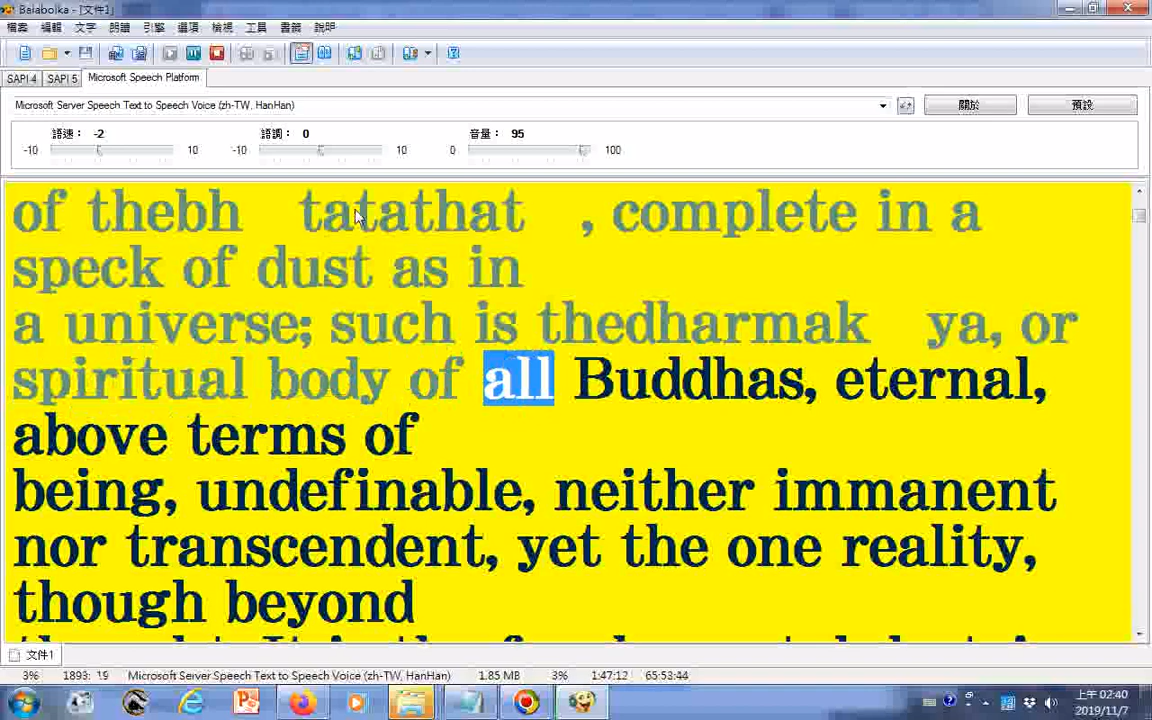 Balabolka - [文件1]
檔案 編輯 文字 朗讀 引擎 選項 檢視 工具 書籤 說明
SAPI 4 SAPI 5 Microsoft Speech Platform
Microsoft Server Speech Text to Speech Voice (zh-TW, HanHan) 關於 預設
語速： -2 語調： 0 音量： 95
-10 10 -10 10 0 100
of thebh tatathat , complete in a
speck of dust as in
a universe; such is thedharmak ya, or
spiritual body of all Buddhas, eternal,
above terms of
being, undefinable, neither immanent
nor transcendent, yet the one reality,
though beyond
文件1
3% 1893: 19 Microsoft Server Speech Text to Speech Voice (zh-TW, HanHan) 1.85 MB 3% 1:47:12 65:53:44
上午 02:40
2019/11/7